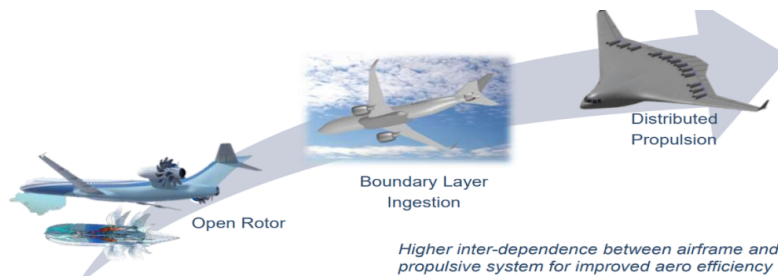 Distributed
Propulsion
Boundary Layer
Ingestion
Open Rotor
Higher inter-dependence between airframe and
propulsive system for improved aero efficiency